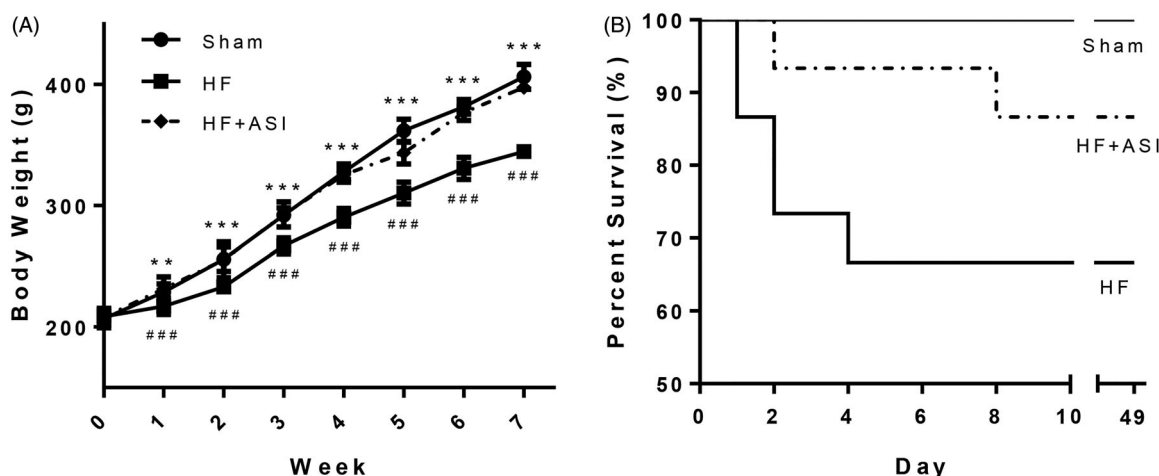 (A)
Sham
HF
HF+ASI
Body Weight (g)
400
300
200
** *** *** *** *** *** ***
### ### ### ### ### ### ###
0 1 2 3 4 5 6 7
Week
(B)
Percent Survival (%)
100
90
80
70
60
50
Sham
HF+ASI
HF
0 2 4 6 8 10 49
Day